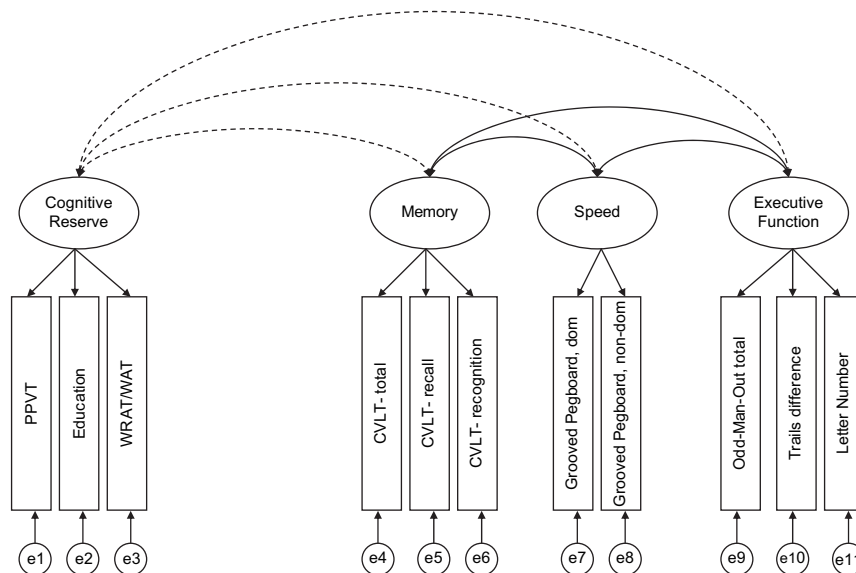 Cognitive
Reserve
Memory
Speed
Executive
Function
PPVT
Education
WRAT/WAT
CVLT- total
CVLT- recall
CVLT- recognition
Grooved Pegboard, dom
Grooved Pegboard, non-dom
Odd-Man-Out total
Trails difference
Letter Number
e1
e2
e3
e4
e5
e6
e7
e8
e9
e10
e11